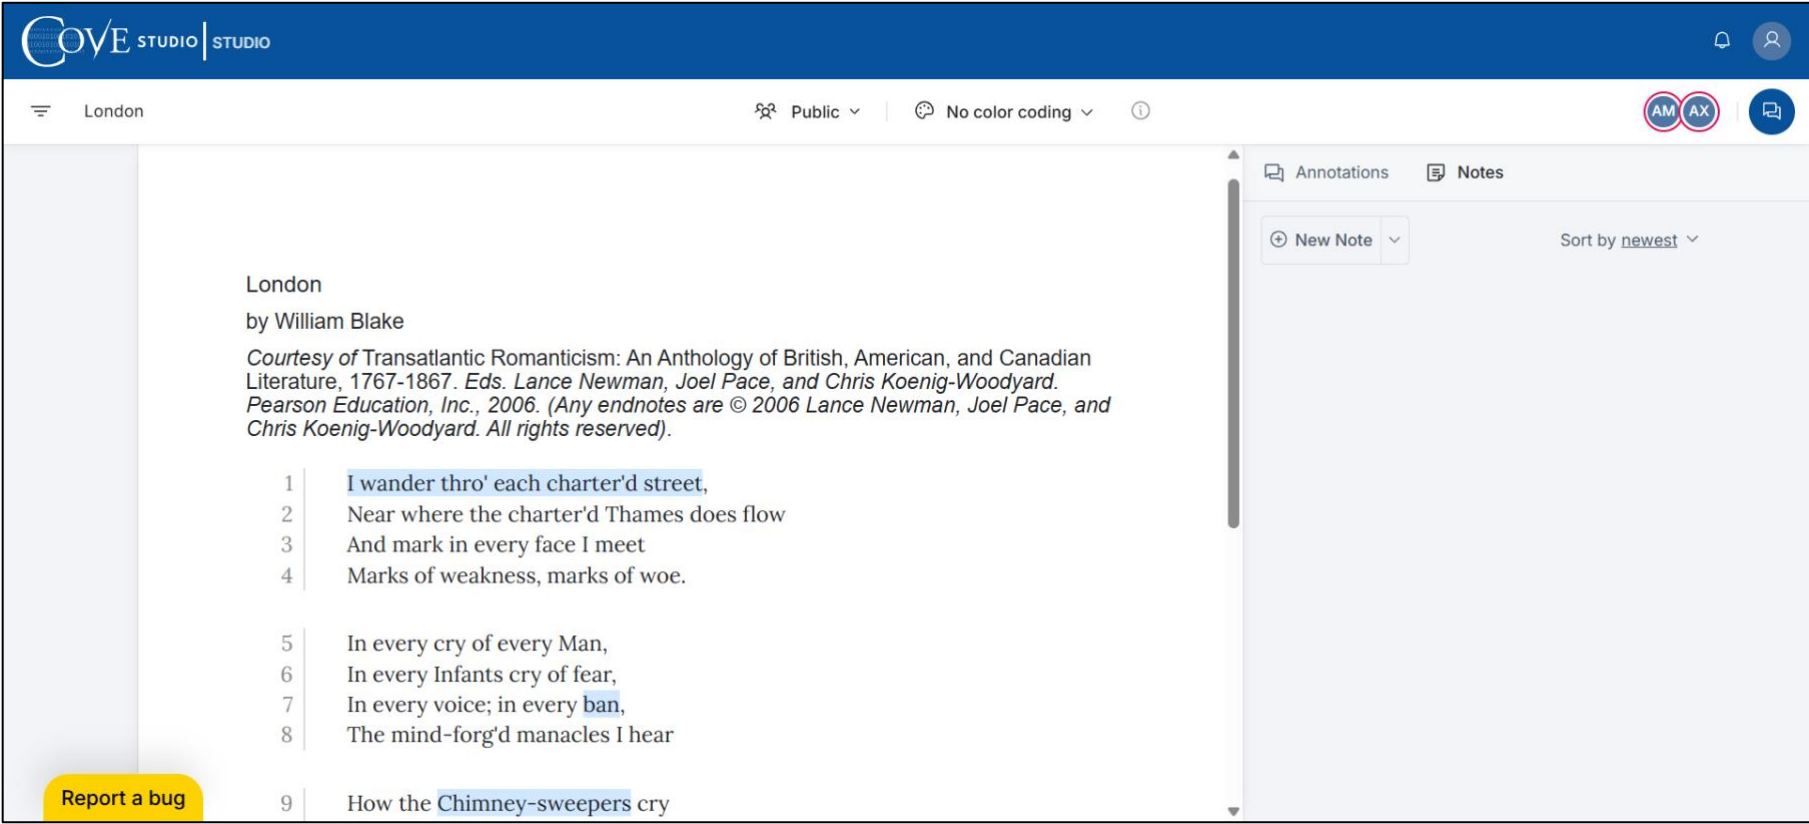 COVE STUDIO STUDIO
London
Public
No color coding
AM AX
Annotations Notes
New Note
Sort by newest
London
by William Blake
Courtesy of Transatlantic Romanticism: An Anthology of British, American, and Canadian
Literature, 1767-1867. Eds. Lance Newman, Joel Pace, and Chris Koenig-Woodyard.
Pearson Education, Inc., 2006. (Any endnotes are © 2006 Lance Newman, Joel Pace, and
Chris Koenig-Woodyard. All rights reserved).
1 I wander thro' each charter'd street,
2 Near where the charter'd Thames does flow
3 And mark in every face I meet
4 Marks of weakness, marks of woe.
5 In every cry of every Man,
6 In every Infants cry of fear,
7 In every voice; in every ban,
8 The mind-forg'd manacles I hear
9 How the Chimney-sweepers cry
Report a bug